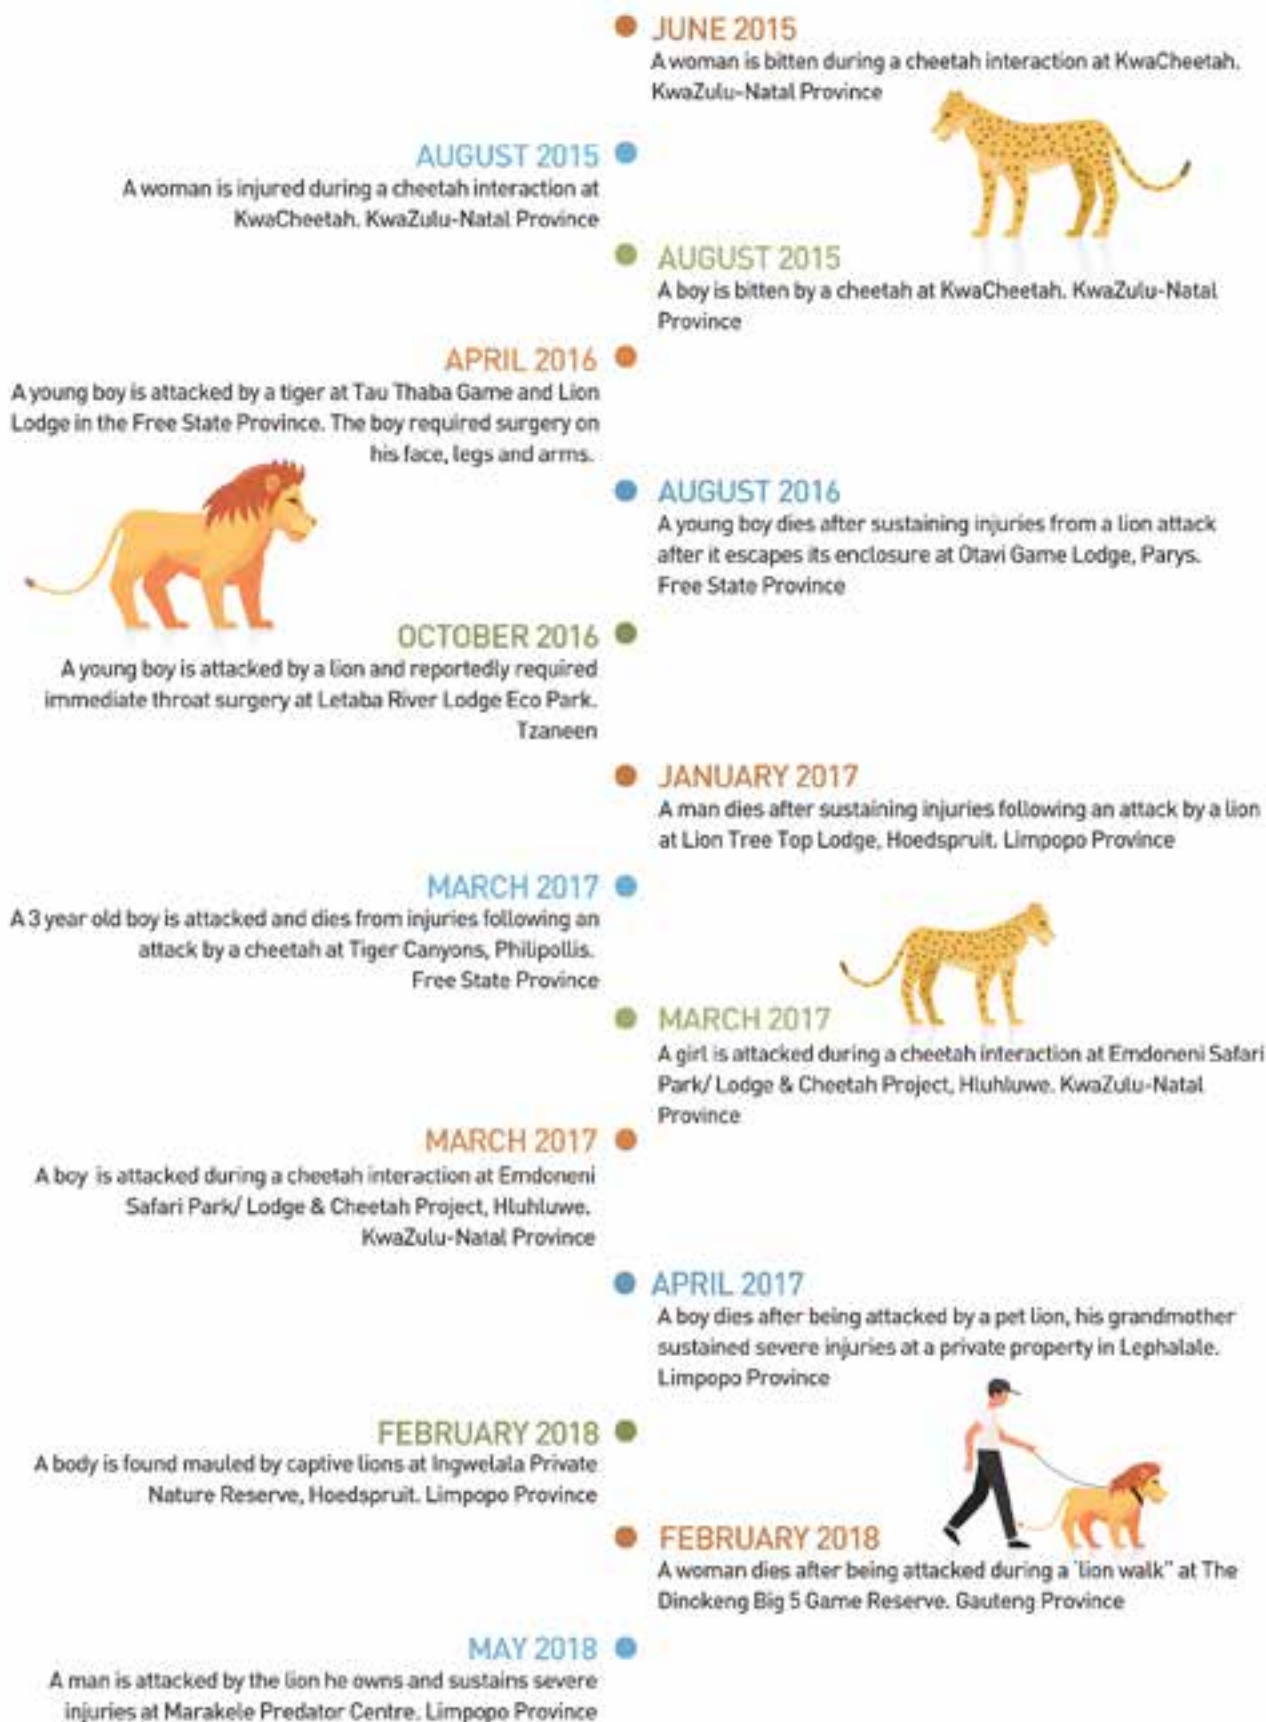 JUNE 2015
A woman is bitten during a cheetah interaction at KwaCheetah.
KwaZulu-Natal Province
AUGUST 2015
A woman is injured during a cheetah interaction at
KwaCheetah. KwaZulu-Natal Province
AUGUST 2015
A boy is bitten by a cheetah at KwaCheetah. KwaZulu-Natal
Province
APRIL 2016
A young boy is attacked by a tiger at Tau Thaba Game and Lion
Lodge in the Free State Province. The boy required surgery on
his face, legs and arms.
AUGUST 2016
A young boy dies after sustaining injuries from a lion attack
after it escapes its enclosure at Otavi Game Lodge, Parys.
Free State Province
OCTOBER 2016
A young boy is attacked by a lion and reportedly required
immediate throat surgery at Letaba River Lodge Eco Park.
Tzaneen
JANUARY 2017
A man dies after sustaining injuries following an attack by a lion
at Lion Tree Top Lodge, Hoedspruit. Limpopo Province
MARCH 2017
A 3 year old boy is attacked and dies from injuries following an
attack by a cheetah at Tiger Canyons, Philipollis.
Free State Province
MARCH 2017
A girl is attacked during a cheetah interaction at Emdoneni Safari
Park/ Lodge & Cheetah Project, Hluhluwe. KwaZulu-Natal
Province
MARCH 2017
A boy is attacked during a cheetah interaction at Emdoneni
Safari Park/ Lodge & Cheetah Project, Hluhluwe.
KwaZulu-Natal Province
APRIL 2017
A boy dies after being attacked by a pet lion, his grandmother
sustained severe injuries at a private property in Lephalale.
Limpopo Province
FEBRUARY 2018
A body is found mauled by captive lions at Ingwelala Private
Nature Reserve, Hoedspruit. Limpopo Province
FEBRUARY 2018
A woman dies after being attacked during a 'lion walk" at The
Dinokeng Big 5 Game Reserve. Gauteng Province
MAY 2018
A man is attacked by the lion he owns and sustains severe
injuries at Marakele Predator Centre. Limpopo Province